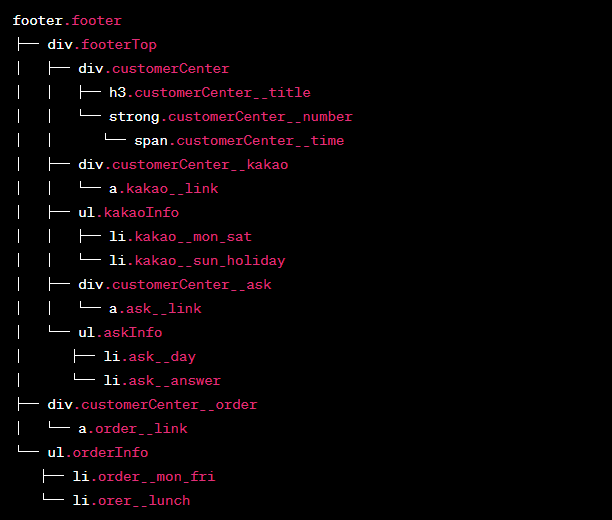 footer.footer
├── div.footerTop
│   ├── div.customerCenter
│   │   ├── h3.customerCenter__title
│   │   └── strong.customerCenter__number
│   │       └── span.customerCenter__time
│   ├── div.customerCenter__kakao
│   │   └── a.kakao__link
│   ├── ul.kakaoInfo
│   │   ├── li.kakao__mon_sat
│   │   └── li.kakao__sun_holiday
│   ├── div.customerCenter__ask
│   │   └── a.ask__link
│   └── ul.askInfo
│       ├── li.ask__day
│       └── li.ask__answer
├── div.customerCenter__order
│   └── a.order__link
└── ul.orderInfo
    ├── li.order__mon_fri
    └── li.orer__lunch